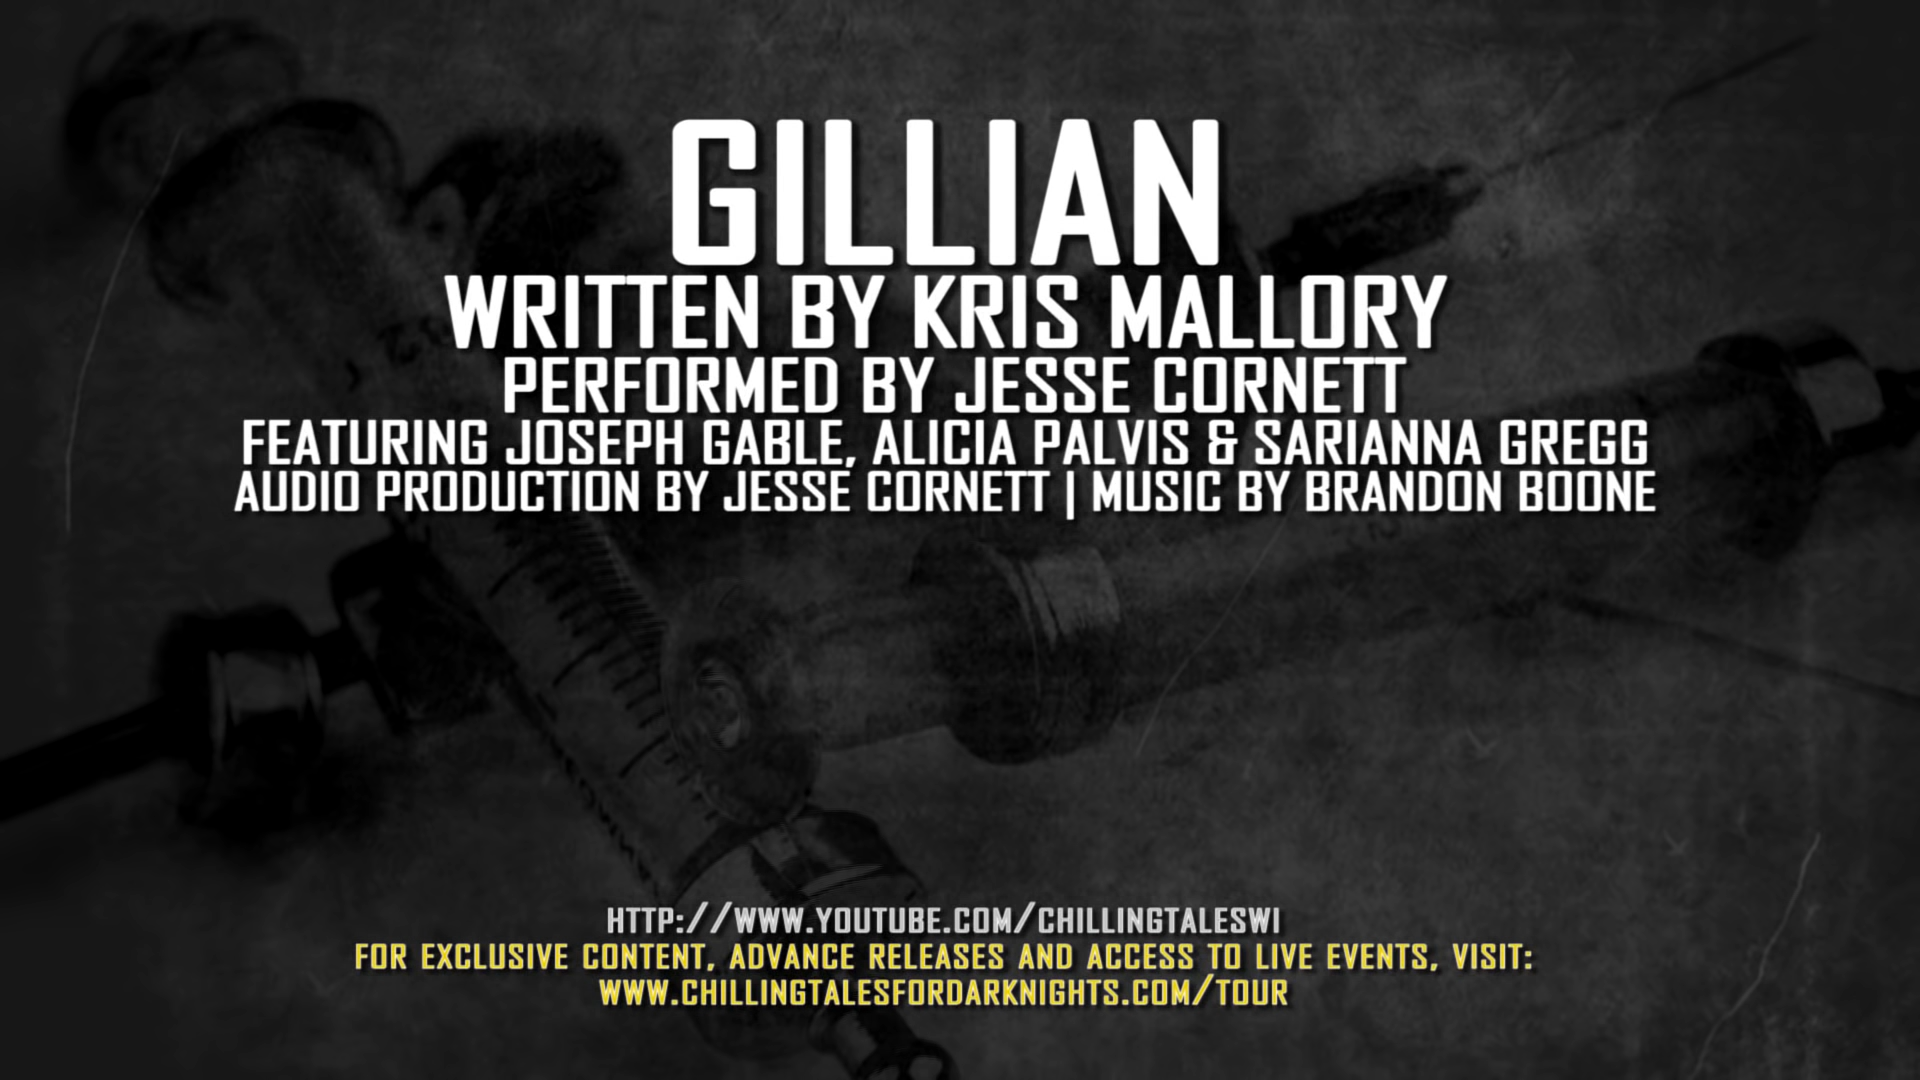 GILLIAN
WRITTEN BY KRIS MALLORY
PERFORMED BY JESSE CORNETT
FEATURING JOSEPH GABLE, ALICIA PALVIS & SARIANNA GREGG
AUDIO PRODUCTION BY JESSE CORNETT | MUSIC BY BRANDON BOONE
HTTP://WWW.YOUTUBE.COM/CHILLINGTALESWI
FOR EXCLUSIVE CONTENT, ADVANCE RELEASES AND ACCESS TO LIVE EVENTS, VISIT:
WWW.CHILLINGTALESFORDARKNIGHTS.COM/TOUR